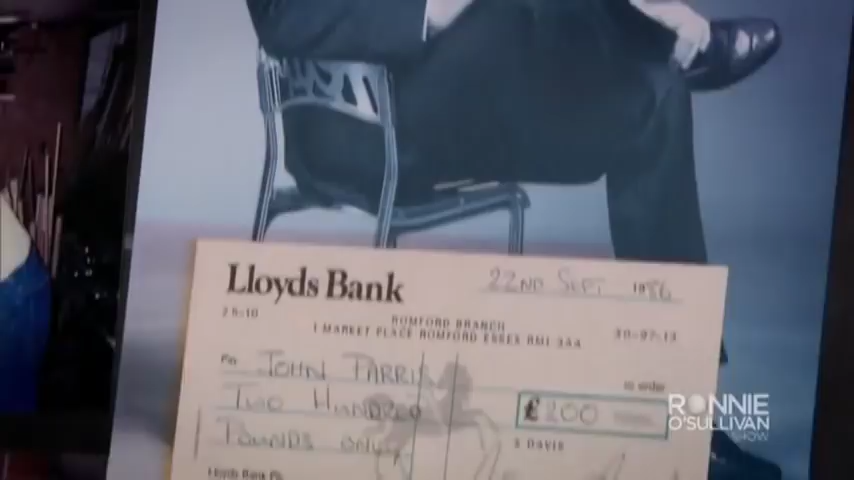 Lloyds Bank
22ND SEPT 1986
ROMFORD BRANCH
1 MARKET PLACE ROMFORD ESSEX RM1 3AA
30-97-13
Pay JOHN PARRIS
or order
TWO HUNDRED
£200
POUNDS ONLY
S DAVIS
Lloyds Bank Plc
RONNIE
O'SULLIVAN
SHOW